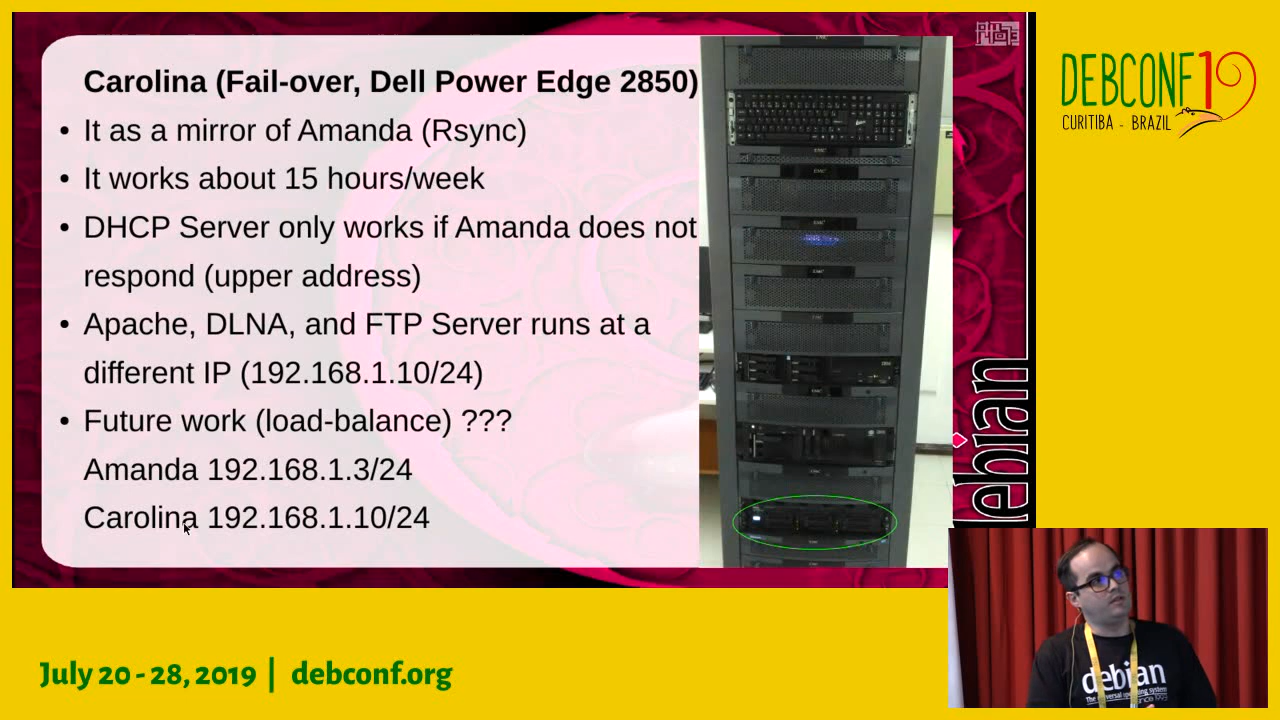 Carolina (Fail-over, Dell Power Edge 2850)
• It as a mirror of Amanda (Rsync)
• It works about 15 hours/week
• DHCP Server only works if Amanda does not
respond (upper address)
• Apache, DLNA, and FTP Server runs at a
different IP (192.168.1.10/24)
• Future work (load-balance) ???
Amanda 192.168.1.3/24
Carolina 192.168.1.10/24
ebian
DEBCONF19
CURITIBA - BRAZIL
debian
July 20 - 28, 2019 | debconf.org